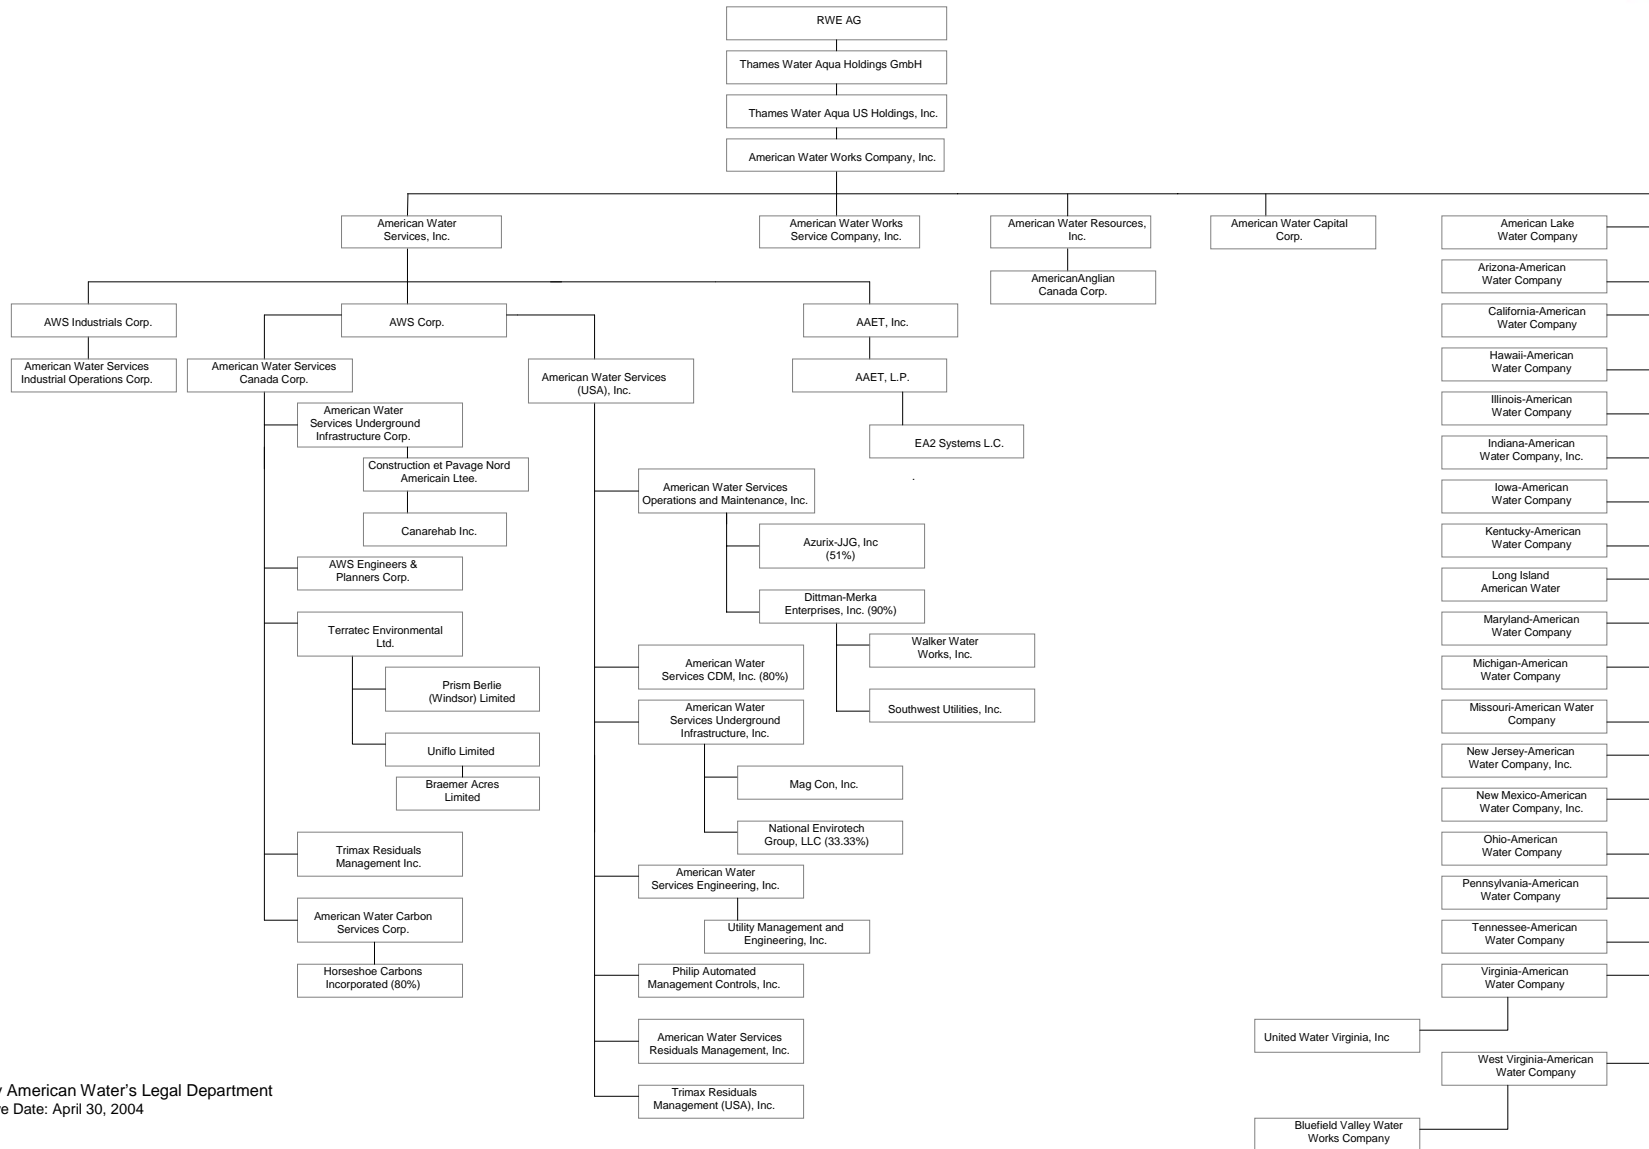 RWE AG
Thames Water Aqua Holdings GmbH
Thames Water Aqua US Holdings, Inc.
American Water Works Company, Inc.
American Water
Services, Inc.
American Water Works
Service Company, Inc.
American Water Resources,
Inc.
American Water Capital
Corp.
AmericanAnglian
Canada Corp.
AWS Industrials Corp.
AWS Corp.
AAET, Inc.
American Water Services
Industrial Operations Corp.
American Water Services
Canada Corp.
American Water Services
(USA), Inc.
AAET, L.P.
EA2 Systems L.C.
.
American Water
Services Underground
Infrastructure Corp.
Construction et Pavage Nord
Americain Ltee.
Canarehab Inc.
AWS Engineers &
Planners Corp.
Terratec Environmental
Ltd.
Prism Berlie
(Windsor) Limited
Uniflo Limited
Braemer Acres
Limited
Trimax Residuals
Management Inc.
American Water Carbon
Services Corp.
Horseshoe Carbons
Incorporated (80%)
American Water Services
Operations and Maintenance, Inc.
Azurix-JJG, Inc
(51%)
Dittman-Merka
Enterprises, Inc. (90%)
Walker Water
Works, Inc.
Southwest Utilities, Inc.
American Water
Services CDM, Inc. (80%)
American Water
Services Underground
Infrastructure, Inc.
Mag Con, Inc.
National Envirotech
Group, LLC (33.33%)
American Water
Services Engineering, Inc.
Utility Management and
Engineering, Inc.
Philip Automated
Management Controls, Inc.
American Water Services
Residuals Management, Inc.
Trimax Residuals
Management (USA), Inc.
American Lake
Water Company
Arizona-American
Water Company
California-American
Water Company
Hawaii-American
Water Company
Illinois-American
Water Company
Indiana-American
Water Company, Inc.
Iowa-American
Water Company
Kentucky-American
Water Company
Long Island
American Water
Maryland-American
Water Company
Michigan-American
Water Company
Missouri-American Water
Company
New Jersey-American
Water Company, Inc.
New Mexico-American
Water Company, Inc.
Ohio-American
Water Company
Pennsylvania-American
Water Company
Tennessee-American
Water Company
Virginia-American
Water Company
United Water Virginia, Inc
West Virginia-American
Water Company
Bluefield Valley Water
Works Company
American Water's Legal Department
Date: April 30, 2004